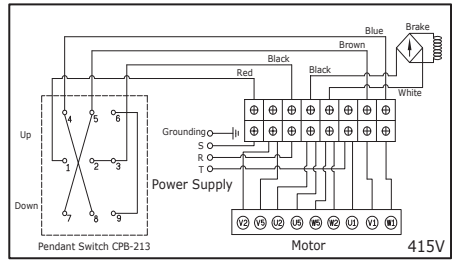 Blue
Brake
Brown
Black
Black
Red
White
4 5 6
Up
Grounding
S
1 2 3
R
T
Power Supply
Down
7 8 9
V2 V5 U2 U5 W5 W2 U1 V1 W1
Pendant Switch CPB-213
Motor
415V